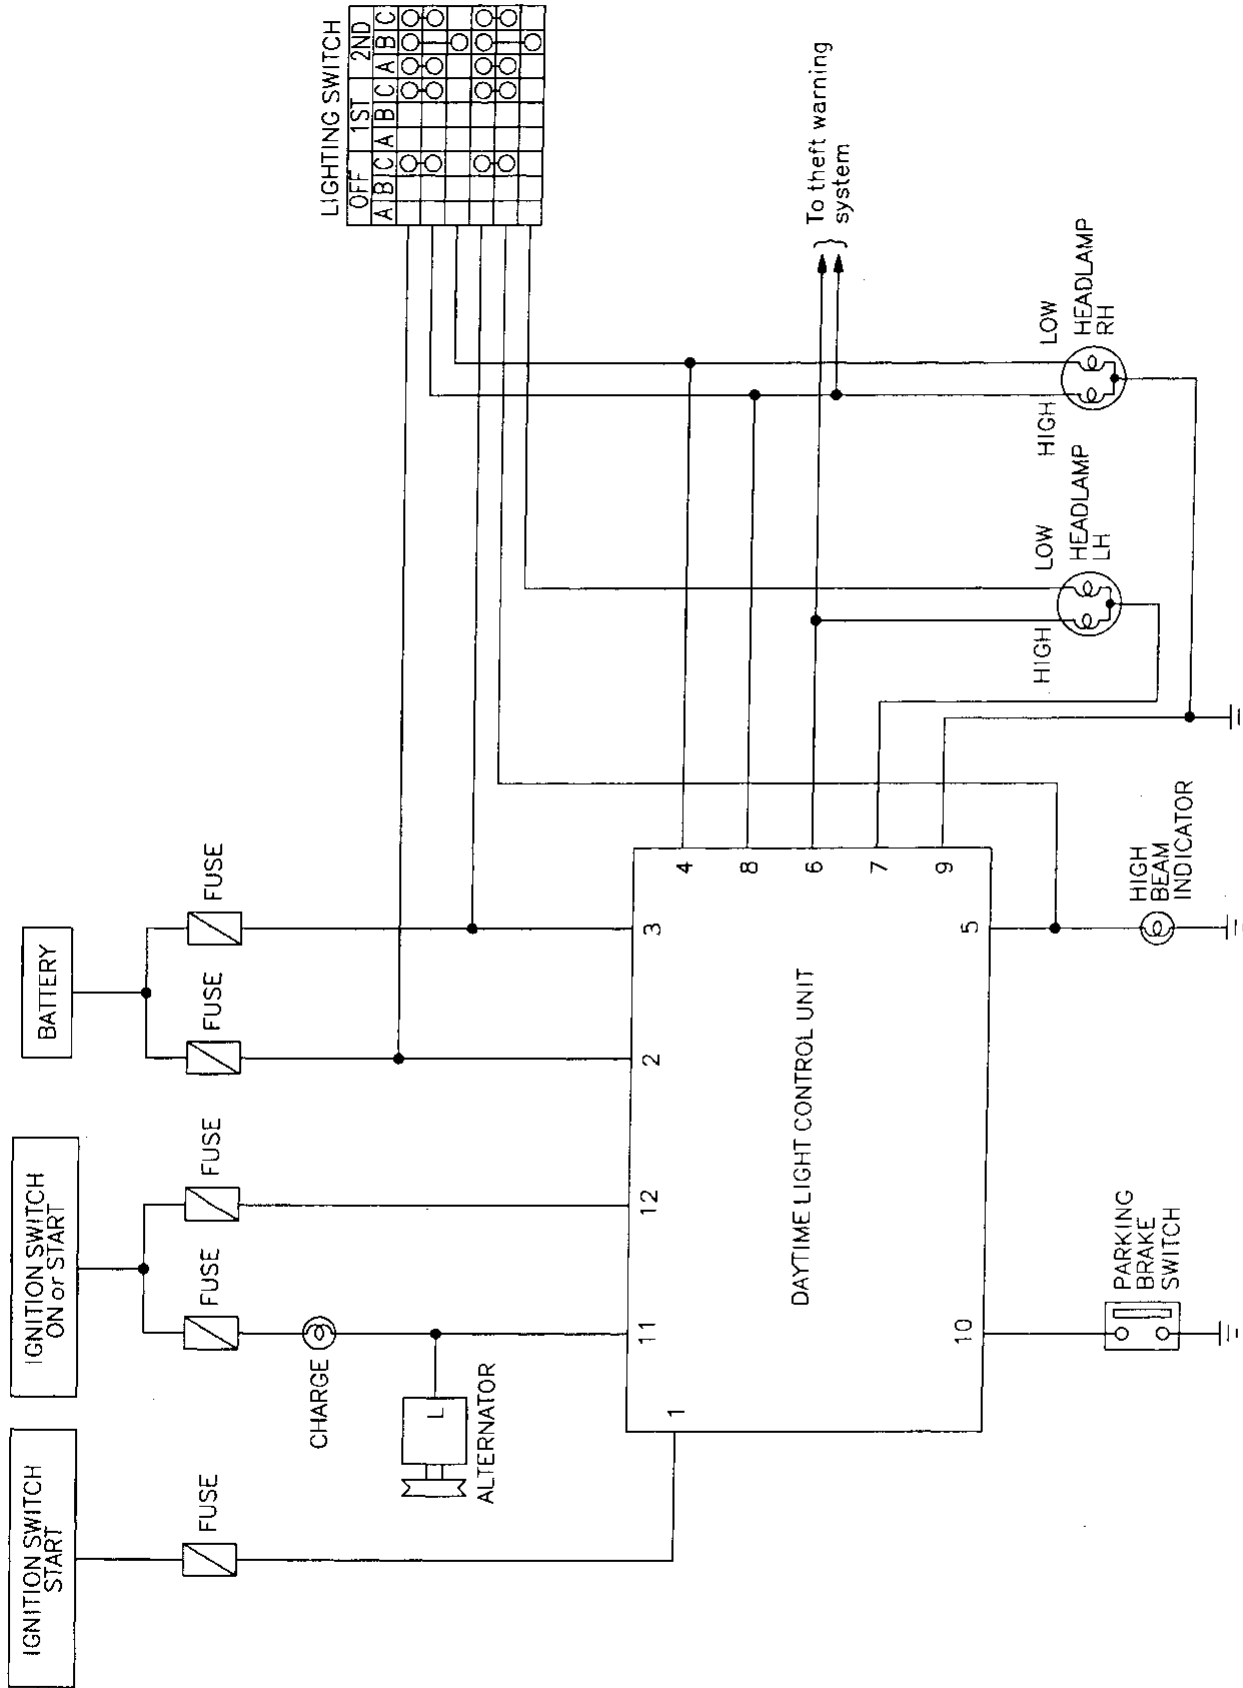 IGNITION SWITCH
START
IGNITION SWITCH
ON or START
BATTERY
FUSE
FUSE
FUSE
FUSE
FUSE
CHARGE
L
ALTERNATOR
LIGHTING SWITCH
OFF 1ST 2ND
A B C A B C A B C
1
11
12
2
3
DAYTIME LIGHT CONTROL UNIT
4
8
6
7
9
10
5
To theft warning
system
PARKING
BRAKE
SWITCH
HIGH
BEAM
INDICATOR
HIGH
LOW
HEADLAMP
LH
HIGH
LOW
HEADLAMP
RH